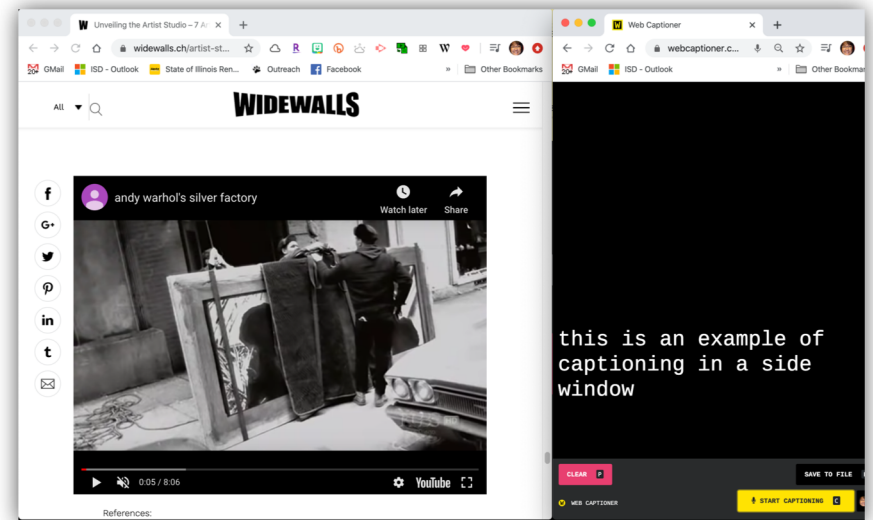 Unveiling the Artist Studio – 7 Ar
widewalls.ch/artist-st...
GMail
ISD - Outlook
State of Illinois Ren...
Outreach
Facebook
»
Other Bookmarks
All
WIDEWALLS
andy warhol's silver factory
Watch later
Share
0:05 / 8:06
YouTube
References:
Web Captioner
webcaptioner.c...
GMail
ISD - Outlook
»
Other Bookmar
this is an example of
captioning in a side
window
CLEAR
SAVE TO FILE
WEB CAPTIONER
START CAPTIONING C